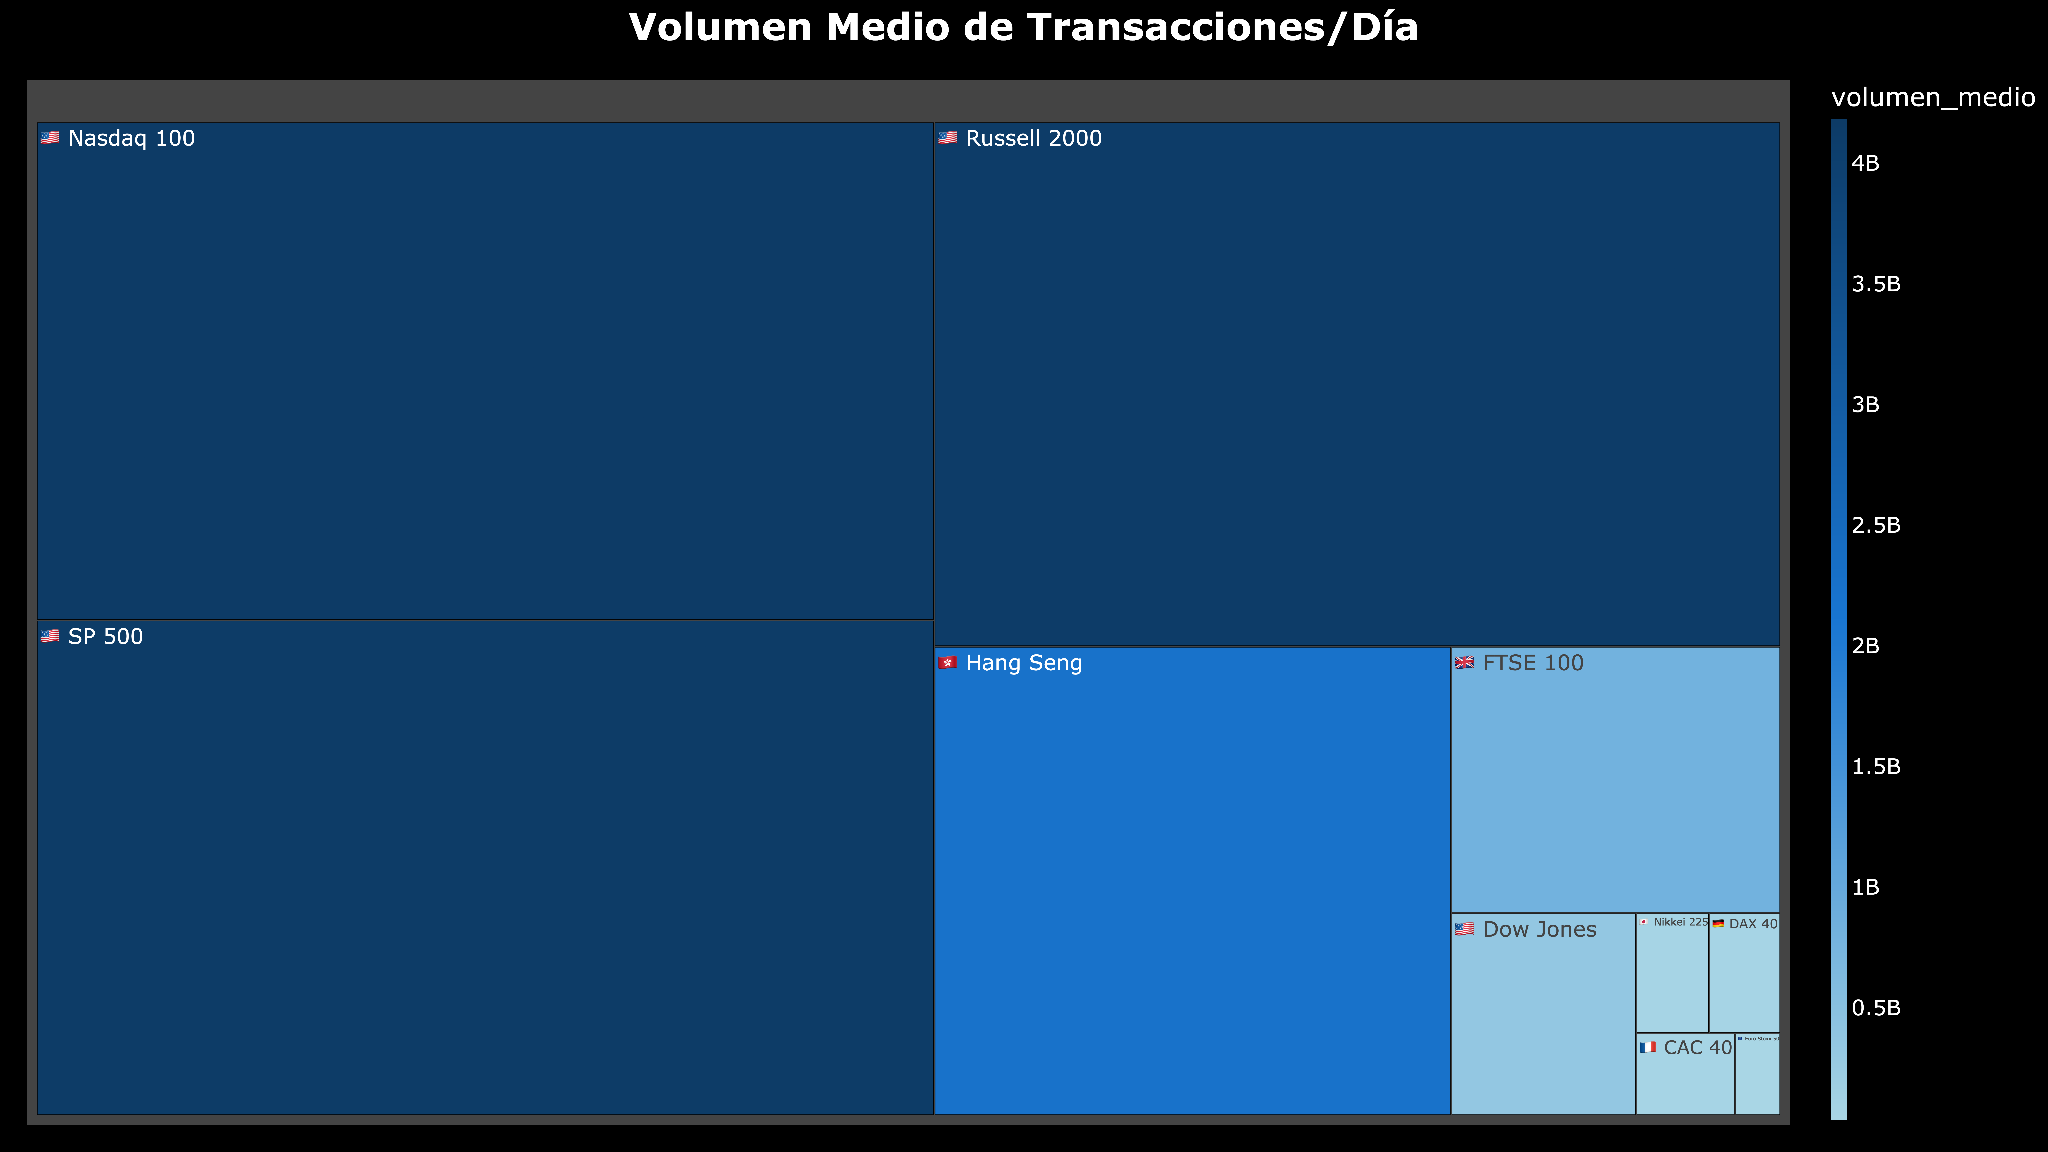 Volumen Medio de Transacciones/Día
volumen_medio
Nasdaq 100
Russell 2000
SP 500
Hang Seng
FTSE 100
Dow Jones
Nikkei 225
DAX 40
CAC 40
4B
3.5B
3B
2.5B
2B
1.5B
1B
0.5B